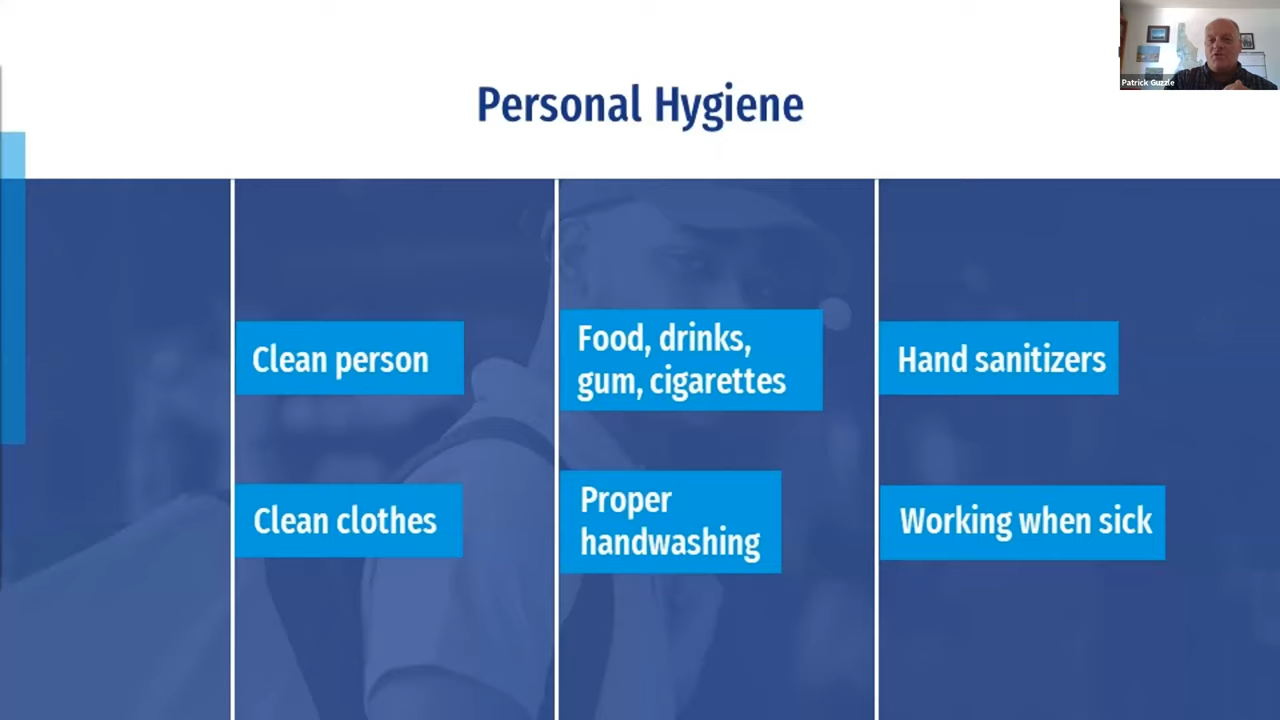 Patrick Guzzle
Personal Hygiene
Clean person
Food, drinks,
gum, cigarettes
Hand sanitizers
Clean clothes
Proper
handwashing
Working when sick